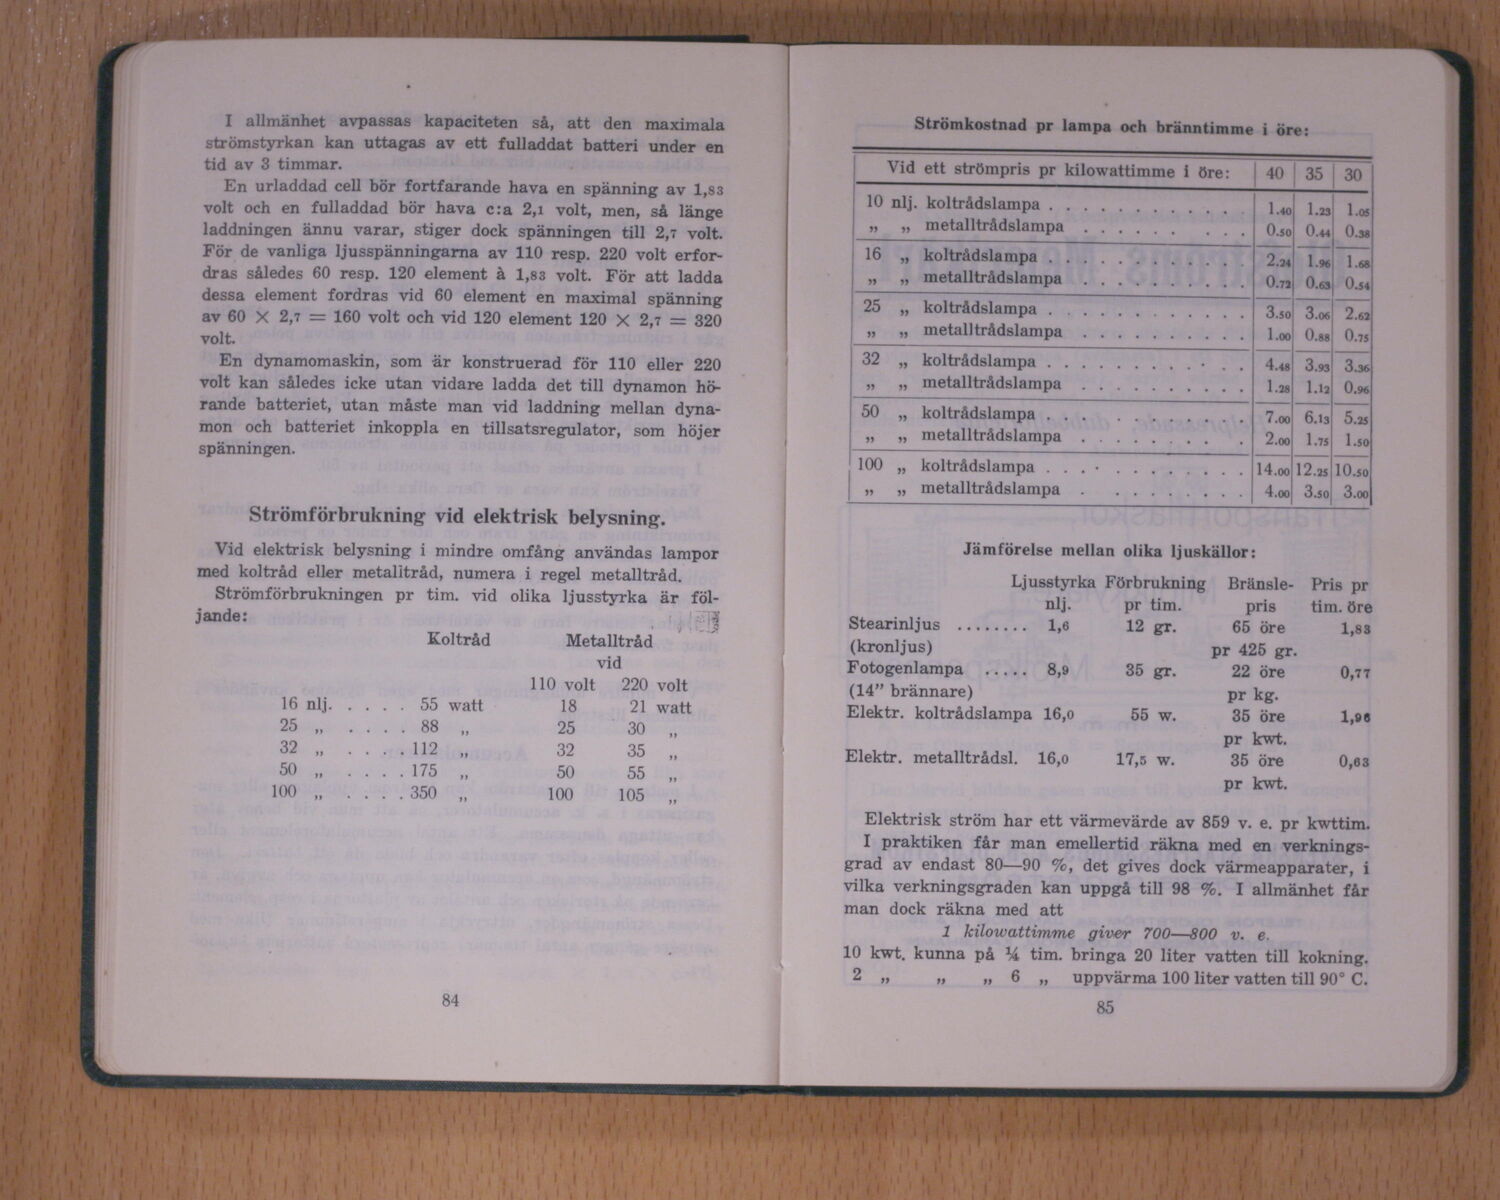 I allmänhet avpassas kapaciteten så, att den maximala
strömstyrkan kan uttagas av ett fulladdat batteri under en
tid av 3 timmar.
En urladdad cell bör fortfarande hava en spänning av 1,83
volt och en fulladdad bör hava c:a 2,1 volt, men, så länge
laddningen ännu varar, stiger dock spänningen till 2,7 volt.
För de vanliga ljusspänningarna av 110 resp. 220 volt erfor-
dras således 60 resp. 120 element à 1,83 volt. För att ladda
dessa element fordras vid 60 element en maximal spänning
av 60 × 2,7 = 160 volt och vid 120 element 120 × 2,7 = 320
volt.
En dynamomaskin, som är konstruerad för 110 eller 220
volt kan således icke utan vidare ladda det till dynamon hö-
rande batteriet, utan måste man vid laddning mellan dyna-
mon och batteriet inkoppla en tillsatsregulator, som höjer
spänningen.
Strömförbrukning vid elektrisk belysning.
Vid elektrisk belysning i mindre omfång användas lampor
med koltråd eller metalitråd, numera i regel metalltråd.
Strömförbrukningen pr tim. vid olika ljusstyrka är föl-
jande:
Koltråd Metalltråd
vid
110 volt 220 volt
16 nlj. . . . . 55 watt 18 21 watt
25 „ . . . . 88 „ 25 30 „
32 „ . . . . 112 „ 32 35 „
50 „ . . . . 175 „ 50 55 „
100 „ . . . . 350 „ 100 105 „
84
Strömkostnad pr lampa och bränntimme i öre:
Vid ett strömpris pr kilowattimme i öre: 40 35 30
10 nlj. koltrådslampa . . . . . . . . . . . 1.40 1.23 1.05
„ „ metalltrådslampa . . . . . . . . . 0.50 0.44 0.38
16 „ koltrådslampa . . . . . . . . . . . 2.24 1.96 1.68
„ „ metalltrådslampa . . . . . . . . . . 0.72 0.63 0.54
25 „ koltrådslampa . . . . . . . . . . . . 3.50 3.06 2.62
„ „ metalltrådslampa . . . . . . . . . . 1.00 0.88 0.75
32 „ koltrådslampa . . . . . . . . . . . . 4.48 3.93 3.36
„ „ metalltrådslampa . . . . . . . . . . 1.28 1.12 0.96
50 „ koltrådslampa . . . . . . . . . . . . 7.00 6.13 5.25
„ „ metalltrådslampa . . . . . . . . . 2.00 1.75 1.50
100 „ koltrådslampa . . . . . . . . . . . . 14.00 12.25 10.50
„ „ metalltrådslampa . . . . . . . . . 4.00 3.50 3.00
Jämförelse mellan olika ljuskällor:
Ljusstyrka Förbrukning Bränsle- Pris pr
nlj. pr tim. pris tim. öre
Stearinljus ........ 1,6 12 gr. 65 öre 1,83
(kronljus) pr 425 gr.
Fotogenlampa ..... 8,9 35 gr. 22 öre 0,77
(14” brännare) pr kg.
Elektr. koltrådslampa 16,0 55 w. 35 öre 1,96
pr kwt.
Elektr. metalltrådsl. 16,0 17,5 w. 35 öre 0,63
pr kwt.
Elektrisk ström har ett värmevärde av 859 v. e. pr kwttim.
I praktiken får man emellertid räkna med en verknings-
grad av endast 80—90 %, det gives dock värmeapparater, i
vilka verkningsgraden kan uppgå till 98 %. I allmänhet får
man dock räkna med att
1 kilowattimme giver 700—800 v. e.
10 kwt. kunna på ¼ tim. bringa 20 liter vatten till kokning.
2 „ „ „ 6 „ uppvärma 100 liter vatten till 90° C.
85